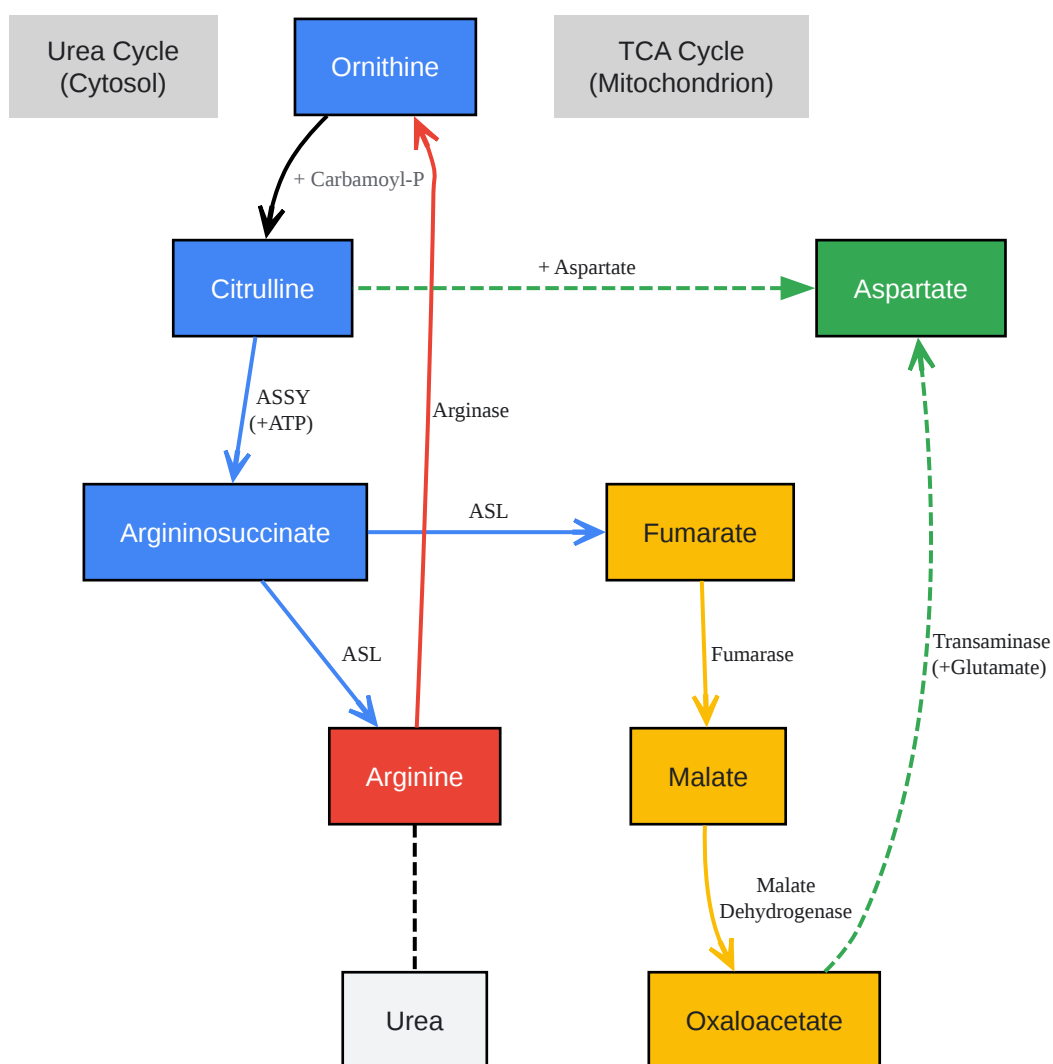 Urea Cycle
(Cytosol)
Ornithine
TCA Cycle
(Mitochondrion)
+ Carbamoyl-P
Citrulline
+ Aspartate
Aspartate
ASSY
(+ATP)
Arginase
Argininosuccinate
ASL
Fumarate
ASL
Fumarase
Transaminase
(+Glutamate)
Arginine
Malate
Malate
Dehydrogenase
Urea
Oxaloacetate